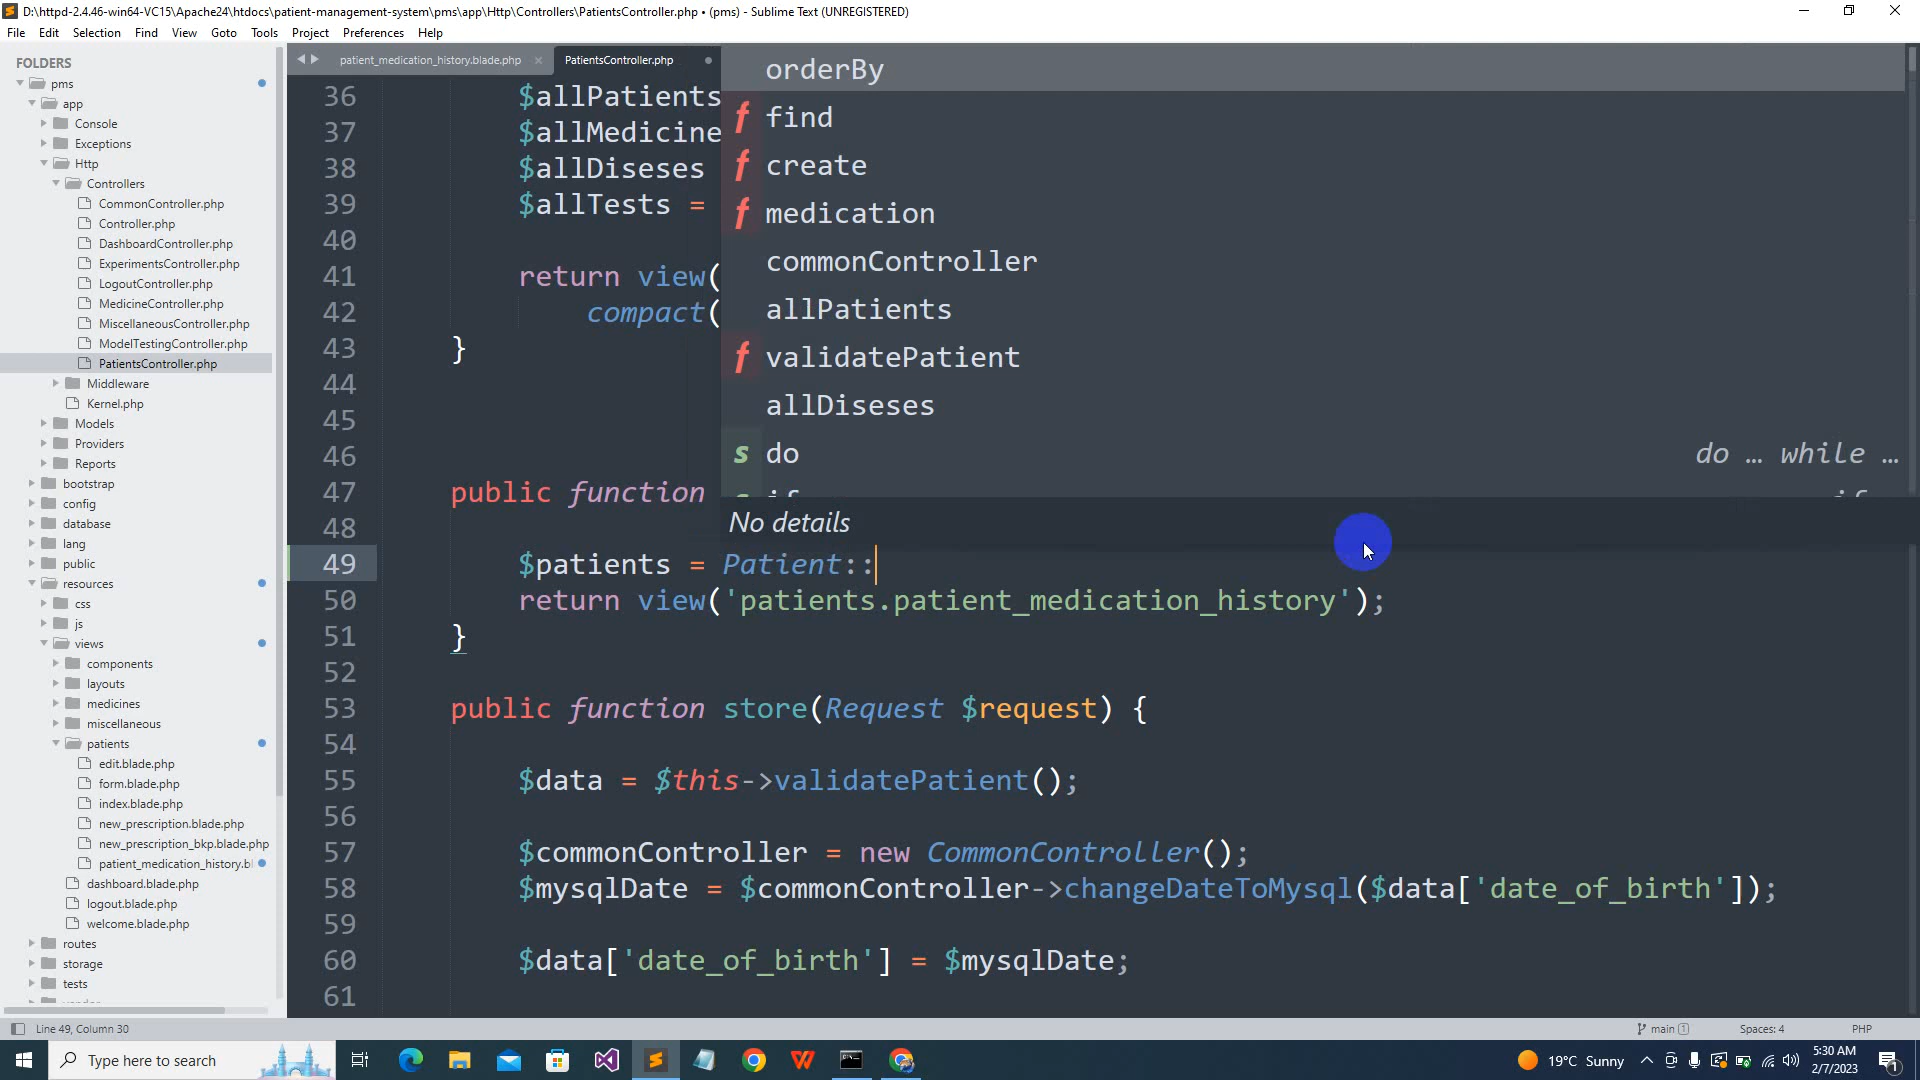 D:\httpd-2.4.46-win64-VC15\Apache24\htdocs\patient-management-system\pms\app\Http\Controllers\PatientsController.php • (pms) - Sublime Text (UNREGISTERED)
File Edit Selection Find View Goto Tools Project Preferences Help
FOLDERS
pms
app
Console
Exceptions
Http
Controllers
CommonController.php
Controller.php
DashboardController.php
ExperimentsController.php
LogoutController.php
MedicineController.php
MiscellaneousController.php
ModelTestingController.php
PatientsController.php
Middleware
Kernel.php
Models
Providers
Reports
bootstrap
config
database
lang
public
resources
css
js
views
components
layouts
medicines
miscellaneous
patients
edit.blade.php
form.blade.php
index.blade.php
new_prescription.blade.php
new_prescription_bkp.blade.php
patient_medication_history.bl
dashboard.blade.php
logout.blade.php
welcome.blade.php
routes
storage
tests
patient_medication_history.blade.php PatientsController.php
36 $allPatients
37 $allMedicine
38 $allDiseses
39 $allTests =
40
41 return view(
42 compact(
43 }
44
45
46
47 public function
48
49 $patients = Patient::
50 return view('patients.patient_medication_history');
51 }
52
53 public function store(Request $request) {
54
55 $data = $this->validatePatient();
56
57 $commonController = new CommonController();
58 $mysqlDate = $commonController->changeDateToMysql($data['date_of_birth']);
59
60 $data['date_of_birth'] = $mysqlDate;
61
orderBy
f find
f create
f medication
commonController
allPatients
f validatePatient
allDiseses
s do do … while …
if
No details
Line 49, Column 30 main 1 Spaces: 4 PHP
Type here to search
19°C Sunny
5:30 AM
2/7/2023
1